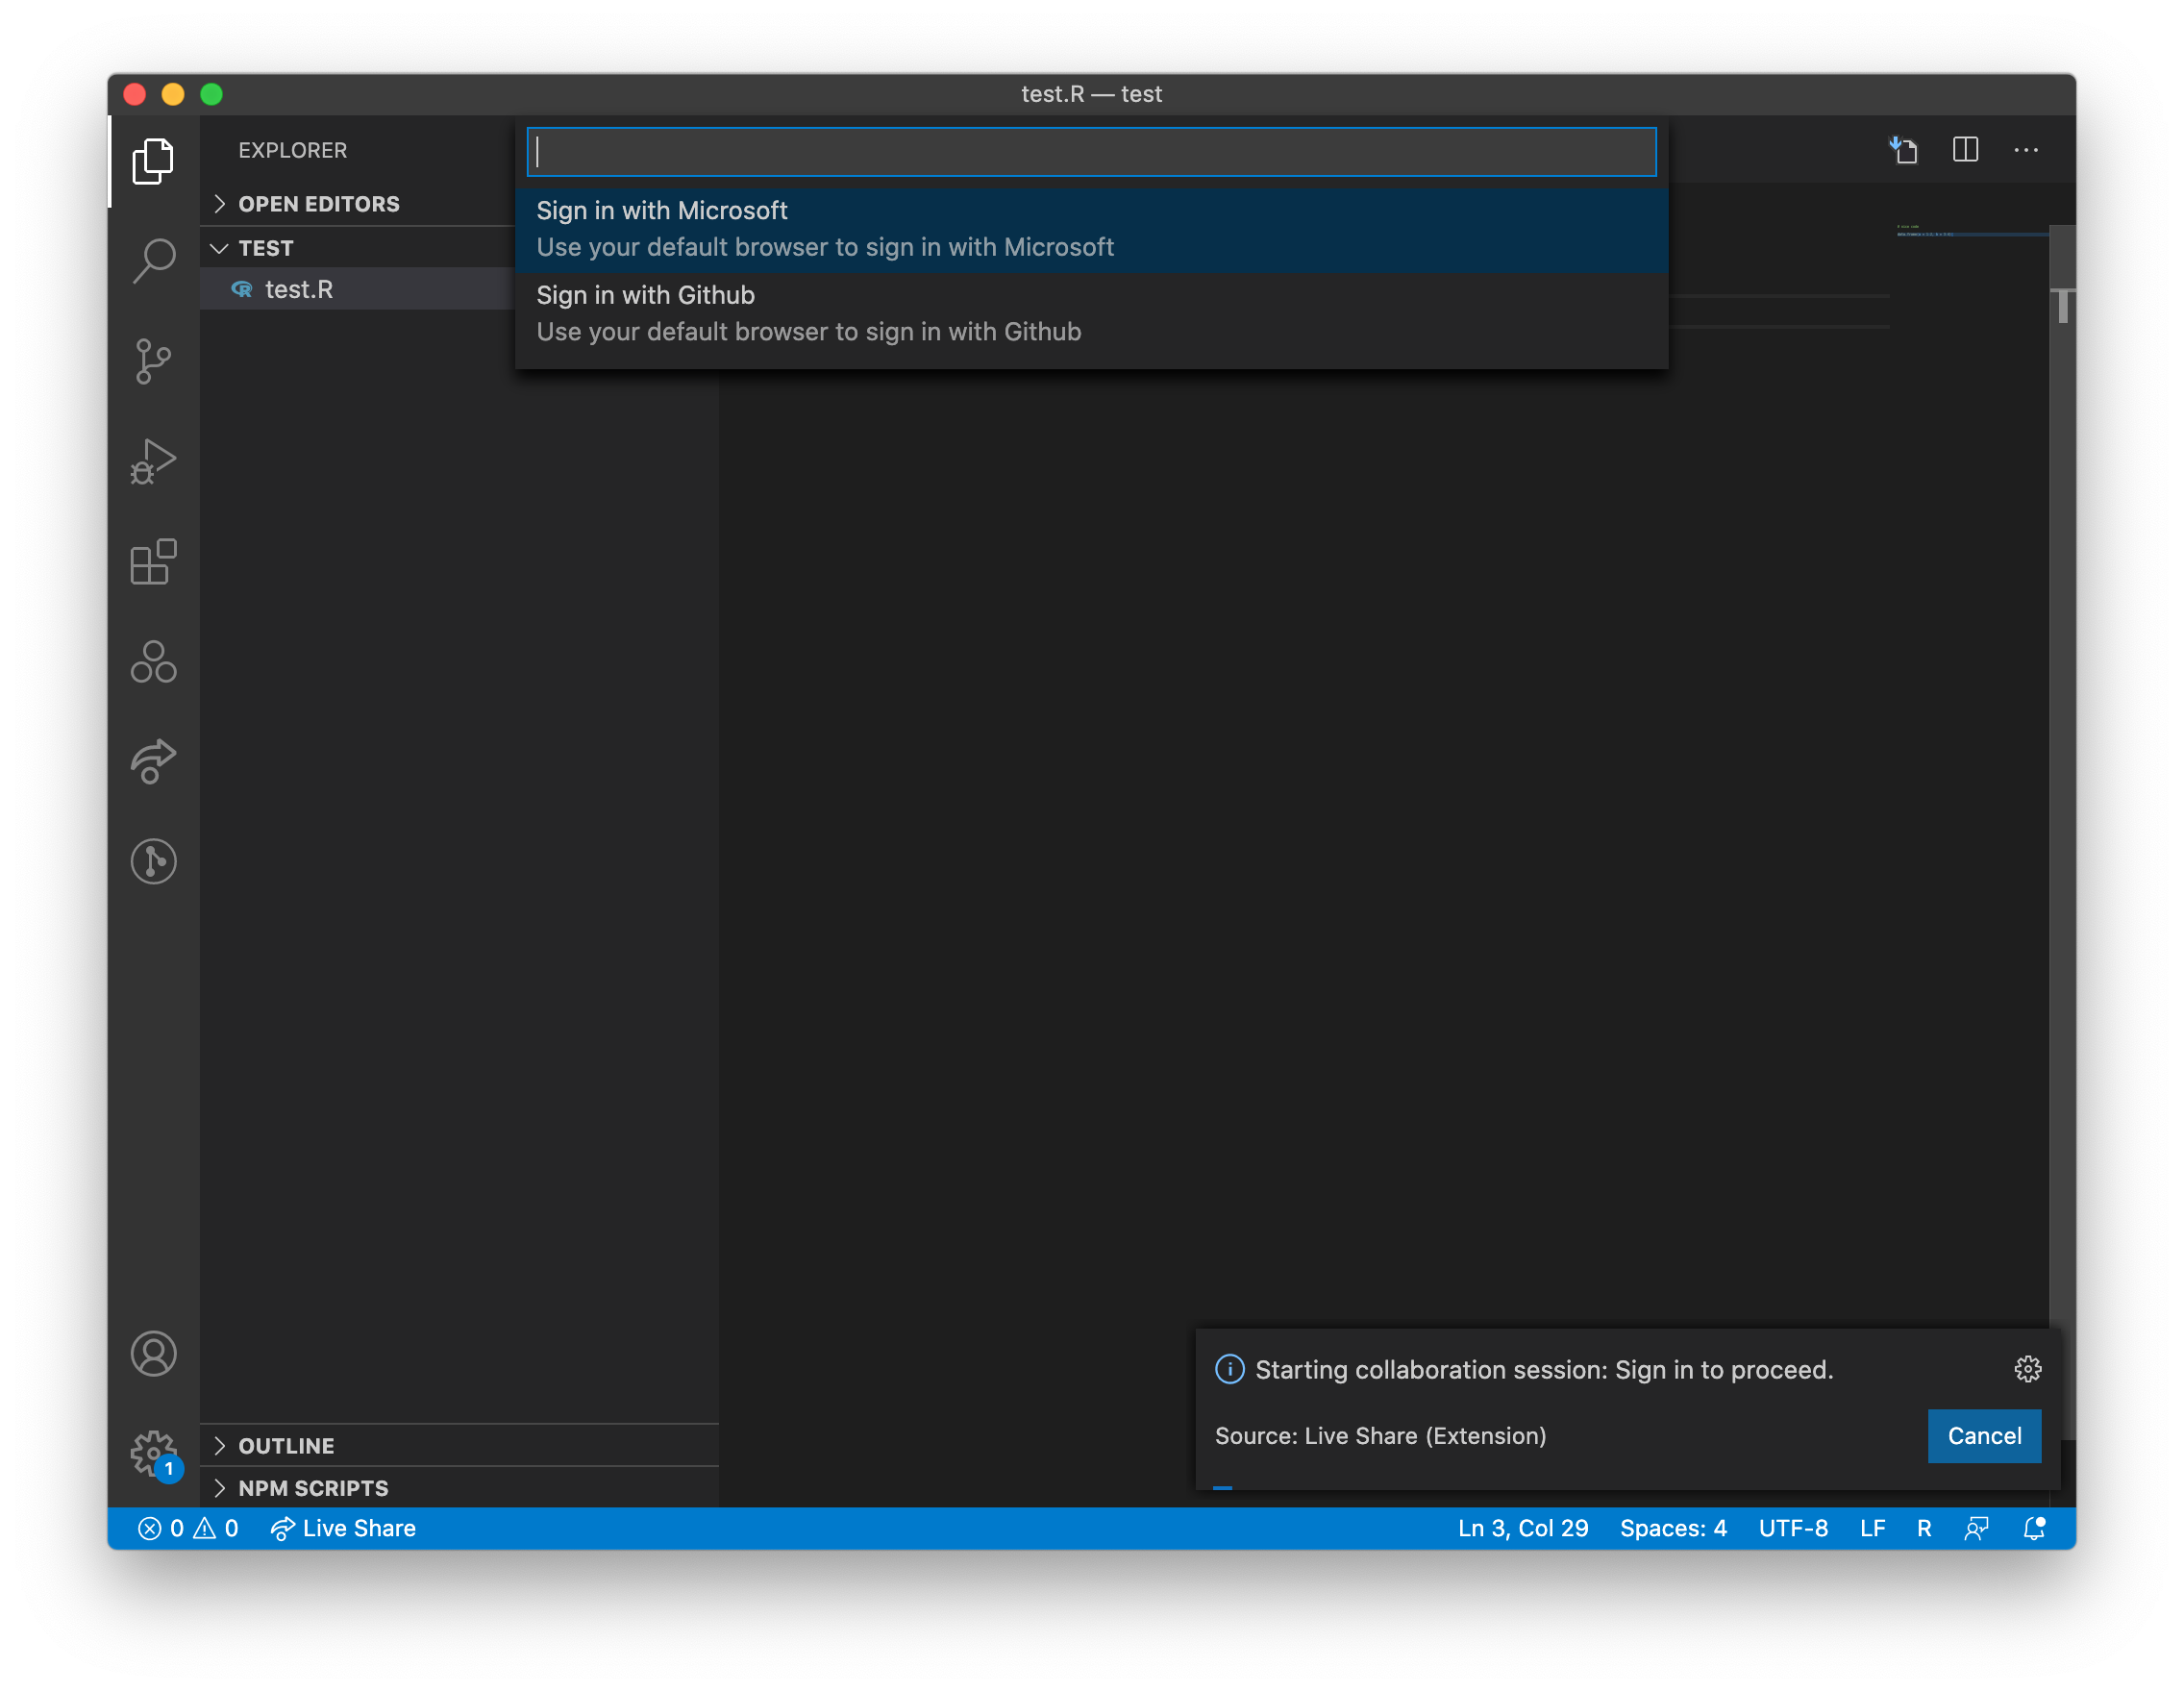 test.R — test
EXPLORER
OPEN EDITORS
TEST
test.R
Sign in with Microsoft
Use your default browser to sign in with Microsoft
Sign in with Github
Use your default browser to sign in with Github
Starting collaboration session: Sign in to proceed.
Source: Live Share (Extension)
Cancel
OUTLINE
NPM SCRIPTS
1
0 0 Live Share Ln 3, Col 29 Spaces: 4 UTF-8 LF R